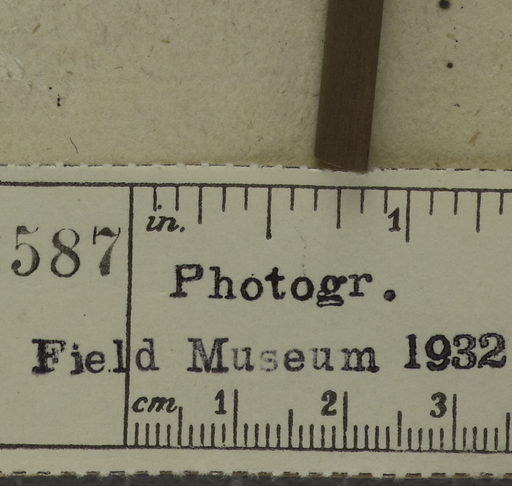 in. 1
587
Photogr.
Field Museum 1932
cm 1 2 3